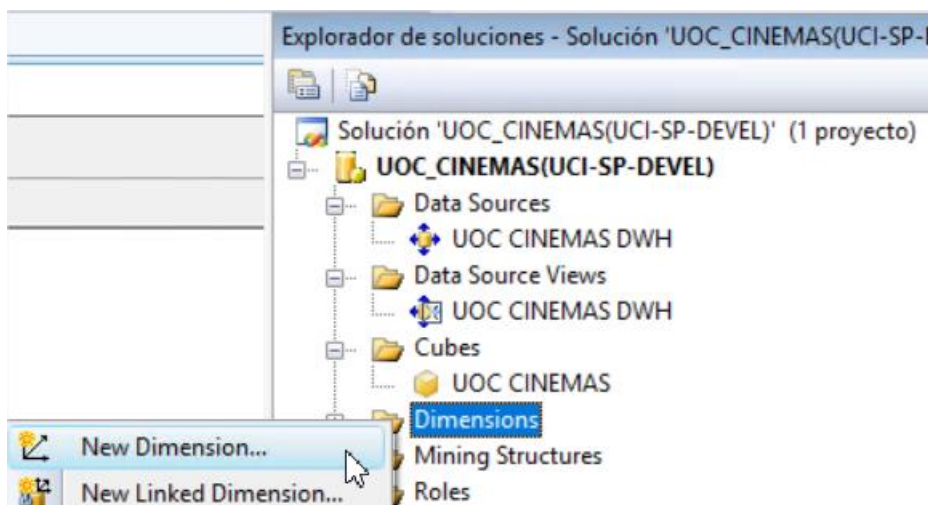 Explorador de soluciones - Solución 'UOC_CINEMAS(UCI-SP-
Solución 'UOC_CINEMAS(UCI-SP-DEVEL)' (1 proyecto)
UOC_CINEMAS(UCI-SP-DEVEL)
Data Sources
UOC CINEMAS DWH
Data Source Views
UOC CINEMAS DWH
Cubes
UOC CINEMAS
Dimensions
New Dimension...
Mining Structures
New Linked Dimension...
Roles